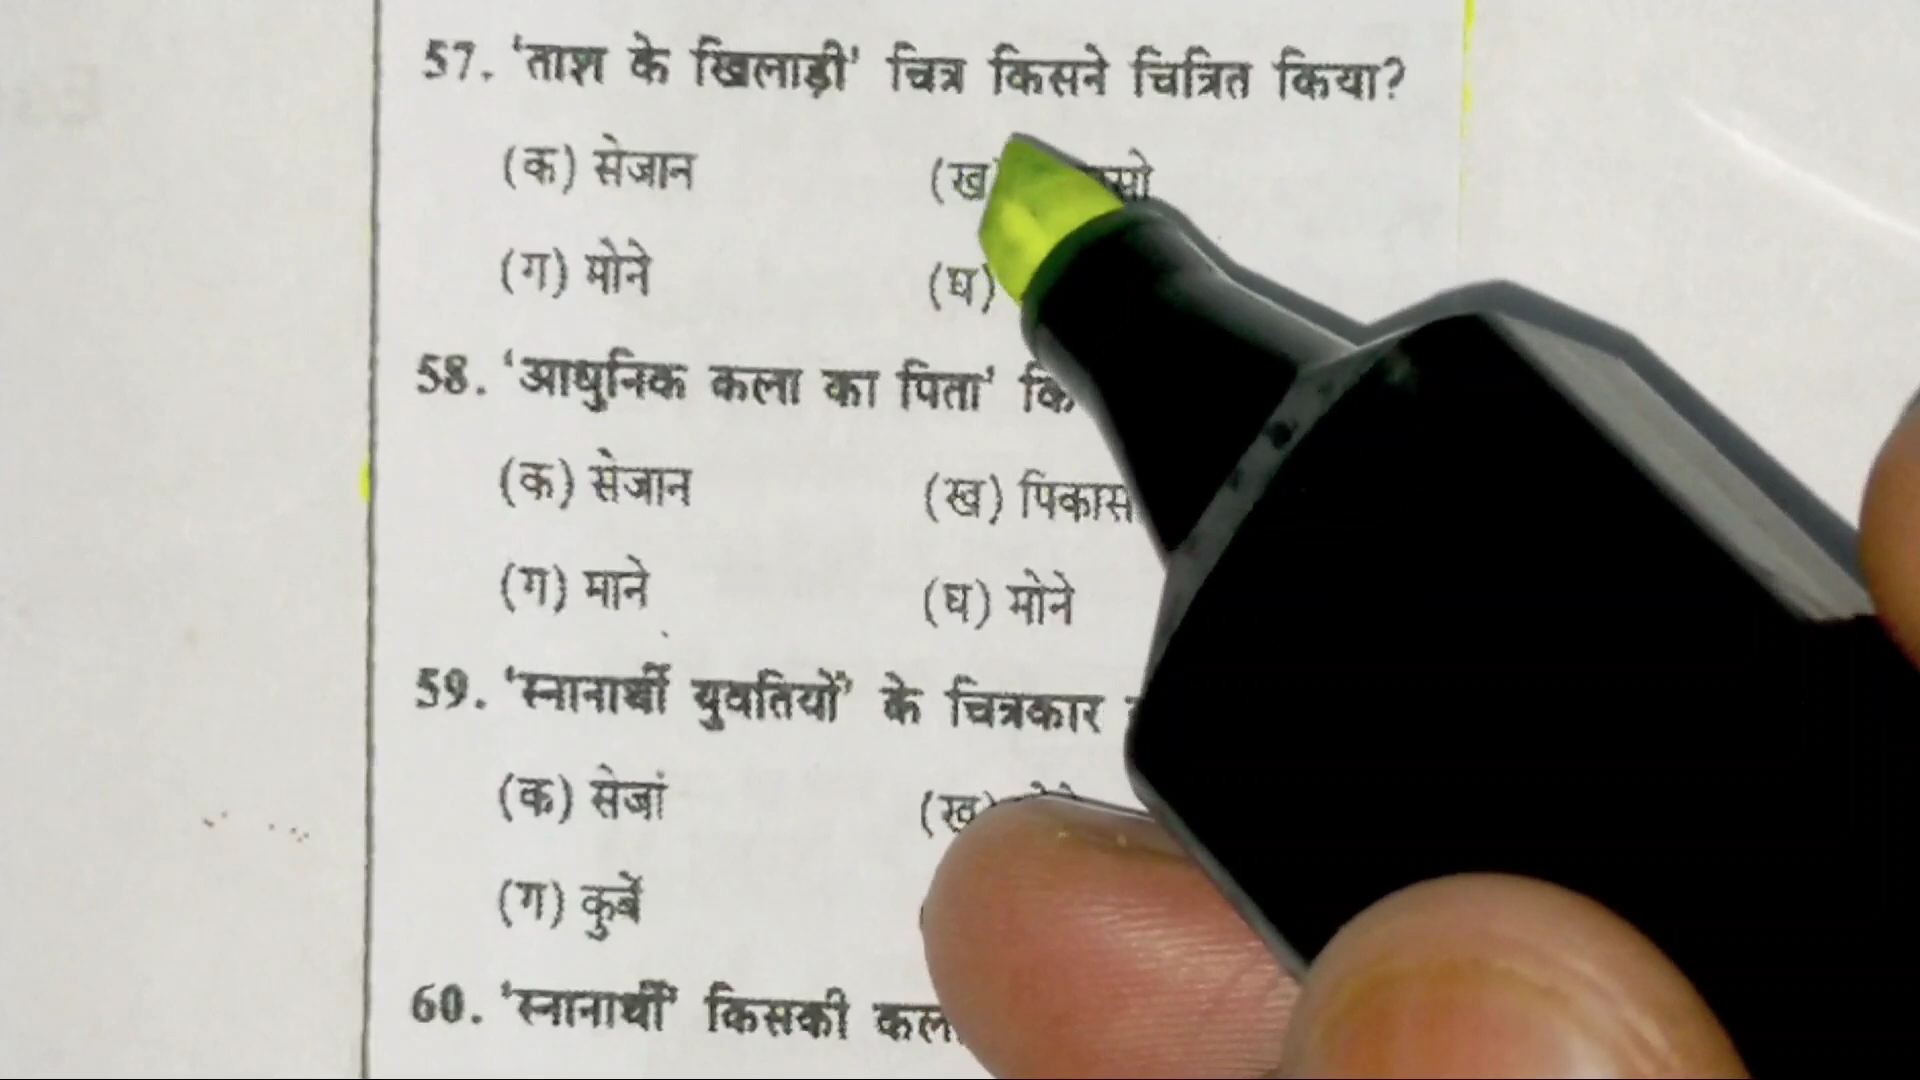 57. 'ताश के खिलाड़ी' चित्र किसने चित्रित किया?
(क) सेजान (ख)
(ग) मोने (घ)
58. 'आधुनिक कला का पिता'
(क) सेजान (ख)
(ग) माने (घ) मोने
59. 'स्नानार्थी युवतियों' के चित्रकार
(क) सेजां (ख)
(ग) कुर्बे
60. 'स्नानार्थी' किसकी